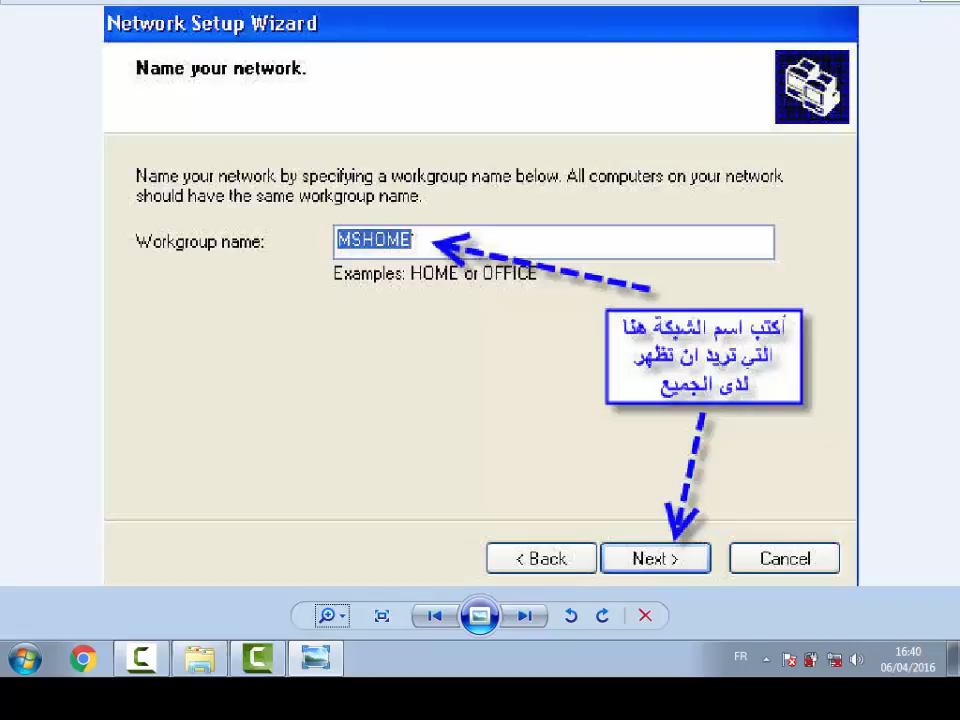 Network Setup Wizard
Name your network.
Name your network by specifying a workgroup name below. All computers on your network
should have the same workgroup name.
Workgroup name:
MSHOME
Examples: HOME or OFFICE
أكتب اسم الشبكة هنا
التي تريد ان تظهر
لدى الجميع
< Back
Next >
Cancel
FR
16:40
06/04/2016